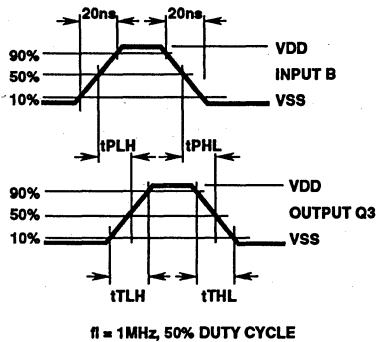 20ns 20ns
90% VDD
50% INPUT B
10% VSS
tPLH tPHL
90% VDD
50% OUTPUT Q3
10% VSS
tTLH tTHL
fI = 1MHz, 50% DUTY CYCLE